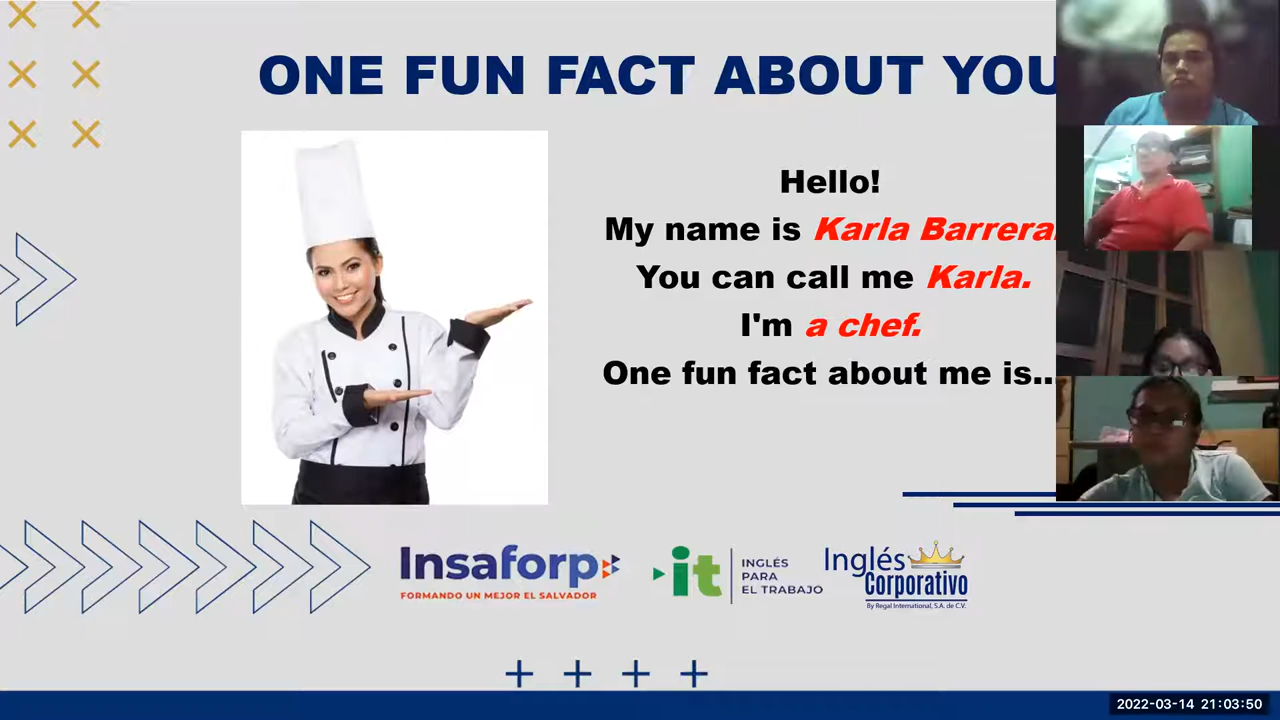 ONE FUN FACT ABOUT YOU
Hello!
My name is Karla Barrera.
You can call me Karla.
I'm a chef.
One fun fact about me is..
Insaforp
FORMANDO UN MEJOR EL SALVADOR
it
INGLÉS
PARA
EL TRABAJO
Inglés
Corporativo
By Regal International, S.A. de C.V.
2022-03-14 21:03:50